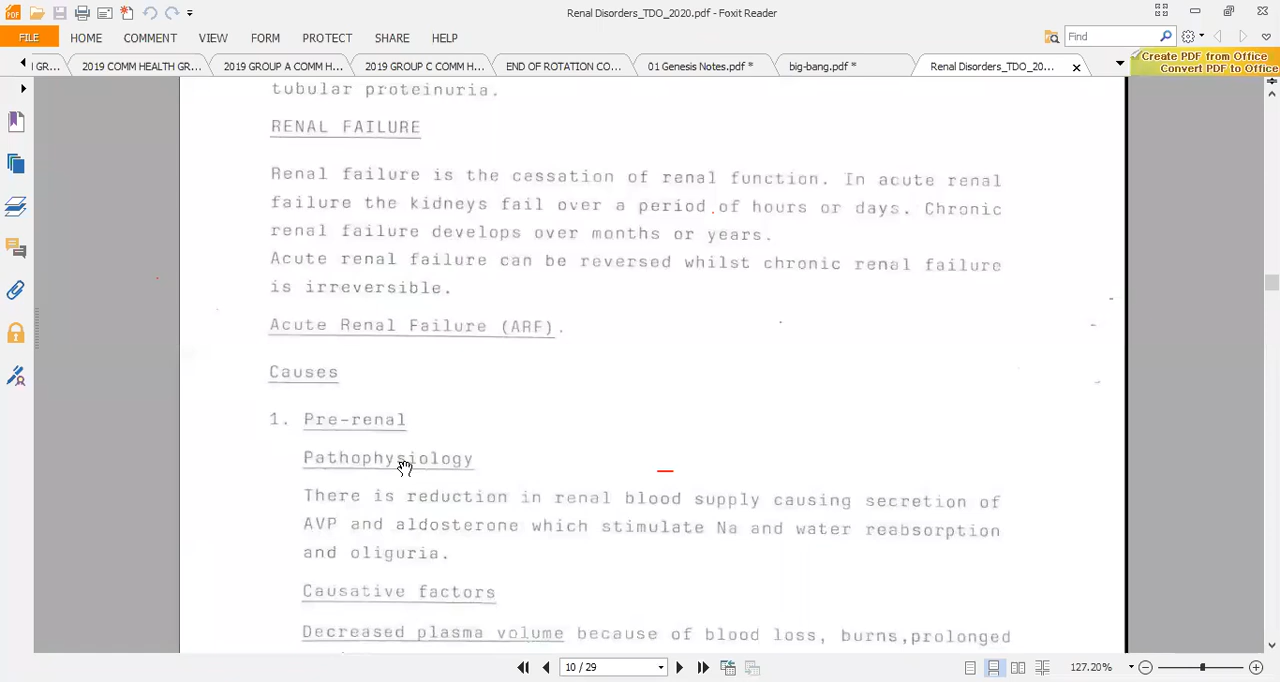 Renal Disorders_TDO_2020.pdf - Foxit Reader
FILE HOME COMMENT VIEW FORM PROTECT SHARE HELP
Find
I GR... 2019 COMM HEALTH GR... 2019 GROUP A COMM H... 2019 GROUP C COMM H... END OF ROTATION CO... 01 Genesis Notes.pdf * big-bang.pdf * Renal Disorders_TDO_20...
Create PDF from Office
Convert PDF to Office
tubular proteinuria.
RENAL FAILURE
Renal failure is the cessation of renal function. In acute renal
failure the kidneys fail over a period of hours or days. Chronic
renal failure develops over months or years.
Acute renal failure can be reversed whilst chronic renal failure
is irreversible.
Acute Renal Failure (ARF).
Causes
1. Pre-renal
Pathophysiology
There is reduction in renal blood supply causing secretion of
AVP and aldosterone which stimulate Na and water reabsorption
and oliguria.
Causative factors
Decreased plasma volume because of blood loss, burns,prolonged
10 / 29
127.20%